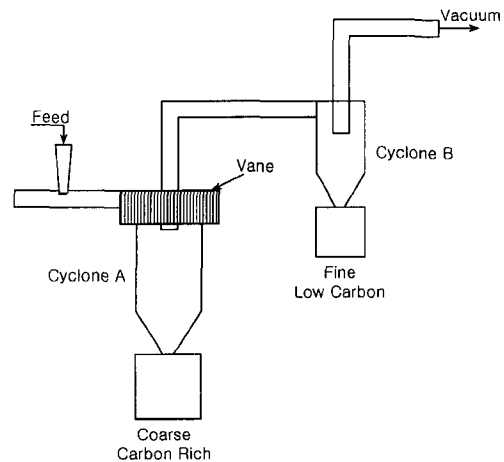 Vacuum
Feed
Vane
Cyclone B
Cyclone A
Fine
Low Carbon
Coarse
Carbon Rich